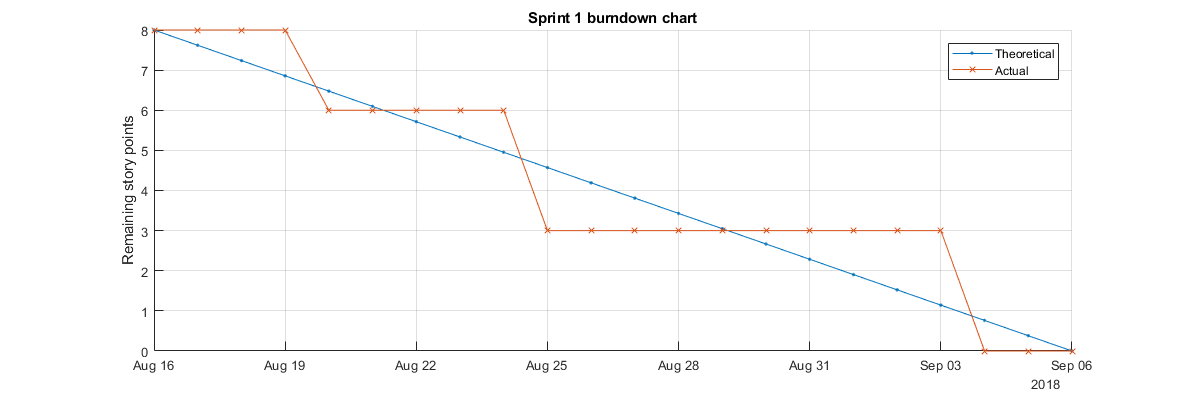 Sprint 1 burndown chart
Theoretical
Actual
Remaining story points
8
7
6
5
4
3
2
1
0
Aug 16 Aug 19 Aug 22 Aug 25 Aug 28 Aug 31 Sep 03 Sep 06
2018